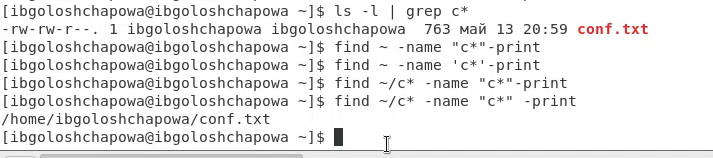 [ibgoloshchapowa@ibgoloshchapowa ~]$ ls -l | grep c*
-rw-rw-r--. 1 ibgoloshchapowa ibgoloshchapowa  763 май 13 20:59 conf.txt
[ibgoloshchapowa@ibgoloshchapowa ~]$ find ~ -name "c*"-print
[ibgoloshchapowa@ibgoloshchapowa ~]$ find ~ -name 'c*'-print
[ibgoloshchapowa@ibgoloshchapowa ~]$ find ~/c* -name "c*"-print
[ibgoloshchapowa@ibgoloshchapowa ~]$ find ~/c* -name "c*" -print
/home/ibgoloshchapowa/conf.txt
[ibgoloshchapowa@ibgoloshchapowa ~]$